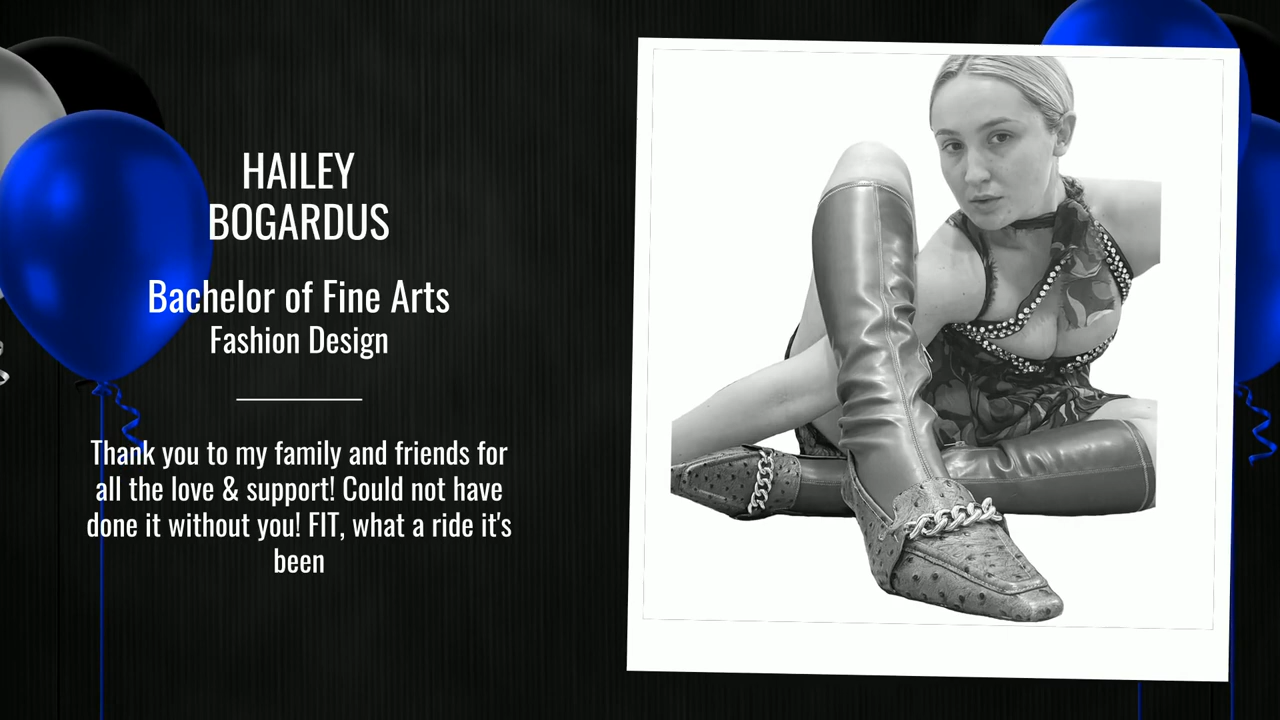 HAILEY
BOGARDUS
Bachelor of Fine Arts
Fashion Design
Thank you to my family and friends for
all the love & support! Could not have
done it without you! FIT, what a ride it's
been